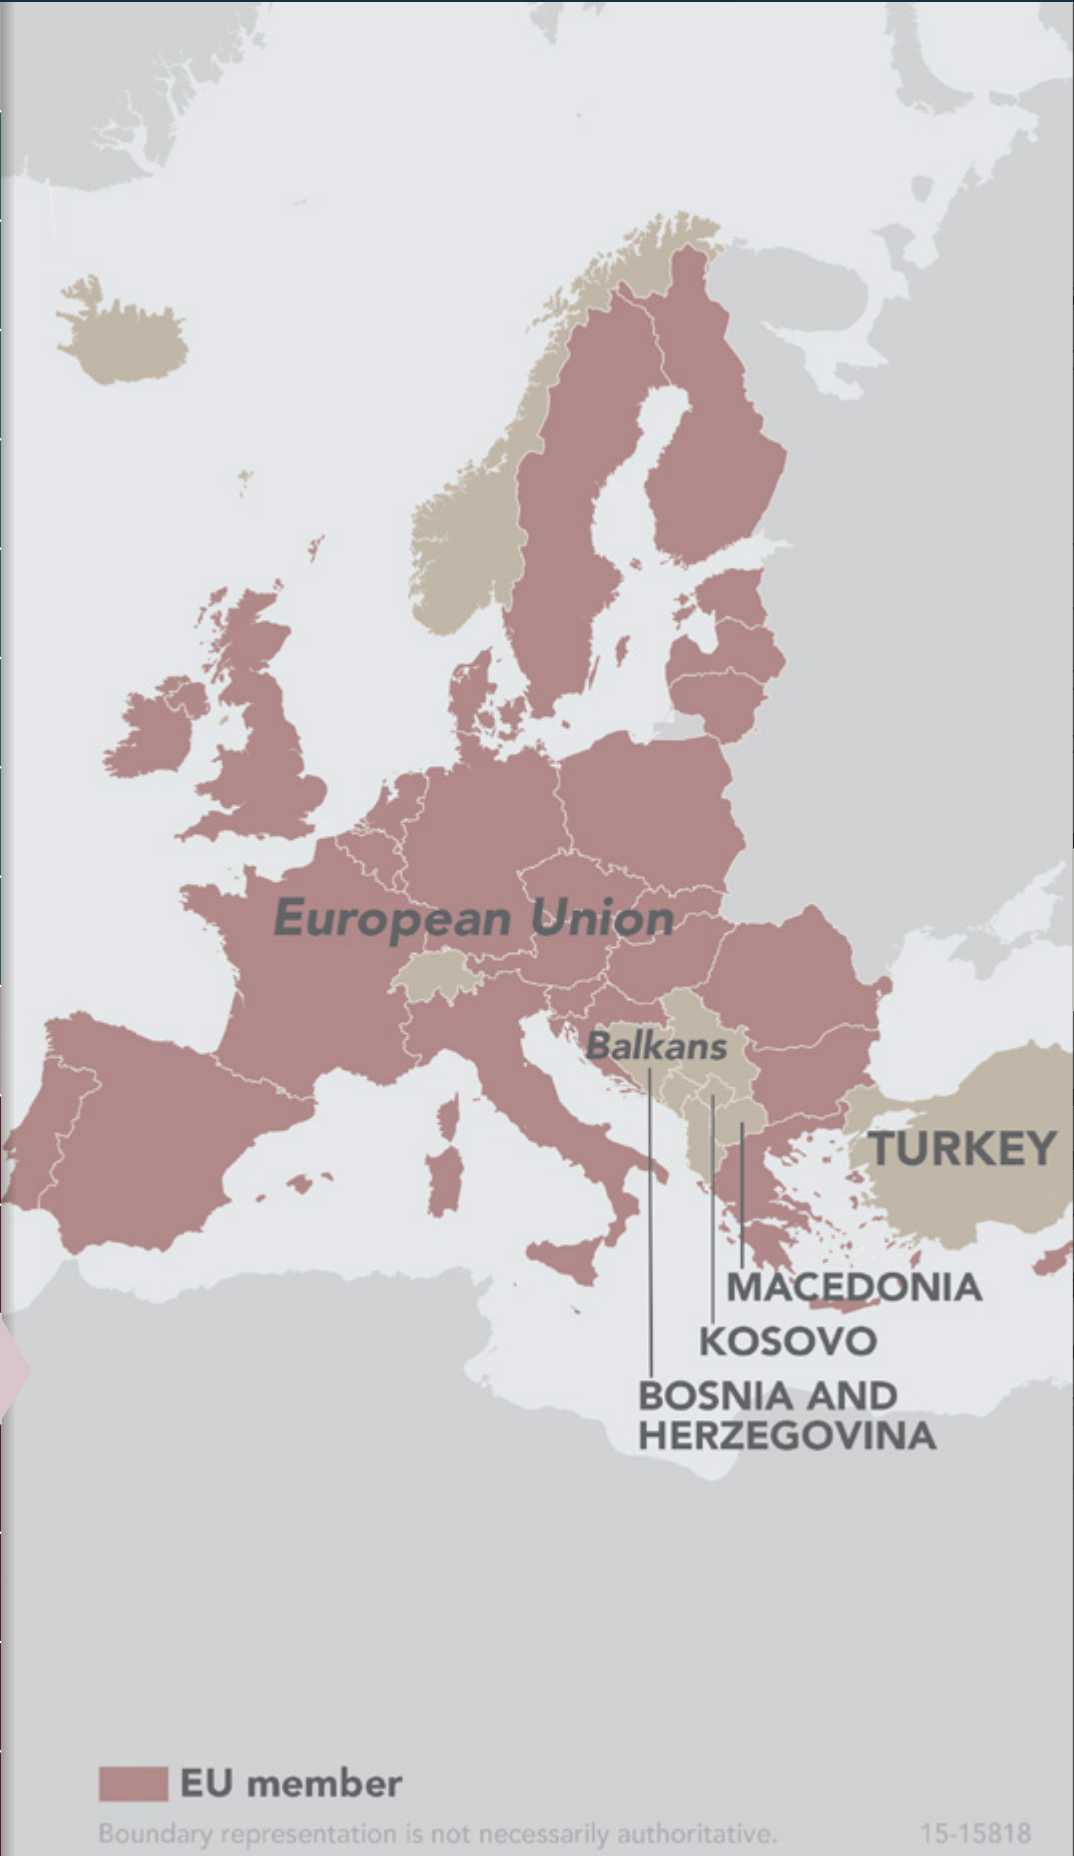 European Union
Balkans
TURKEY
MACEDONIA
KOSOVO
BOSNIA AND
HERZEGOVINA
EU member
Boundary representation is not necessarily authoritative.
15-15818